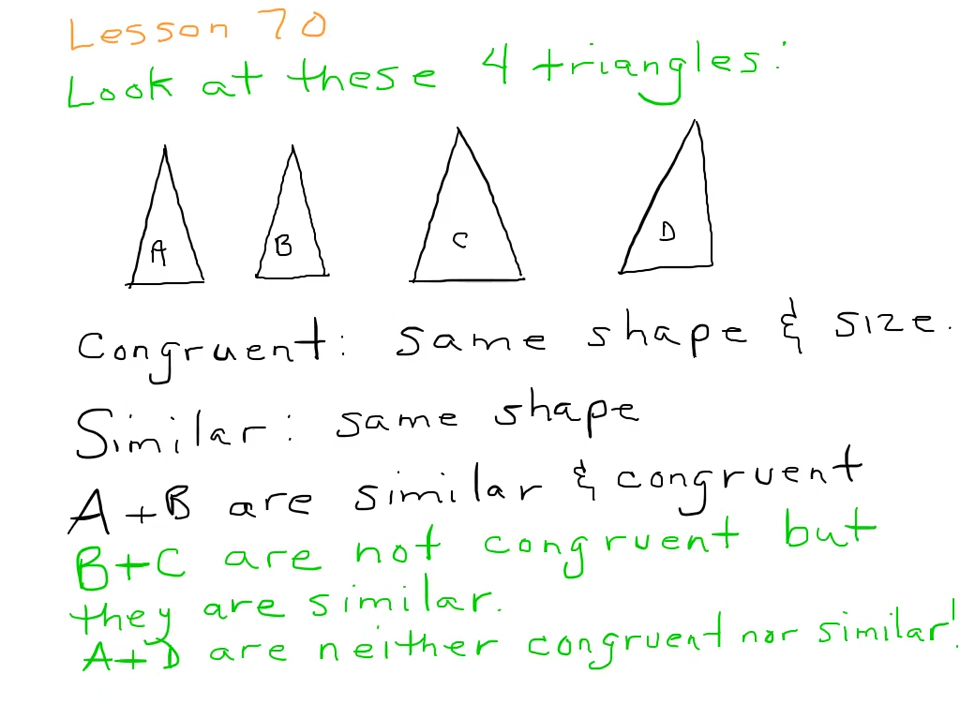 Lesson 70
Look at these 4 triangles:
A B C D
Congruent: same shape & size.
Similar: same shape
A+B are similar & congruent
B+C are not congruent but
they are similar.
A+D are neither congruent nor similar!